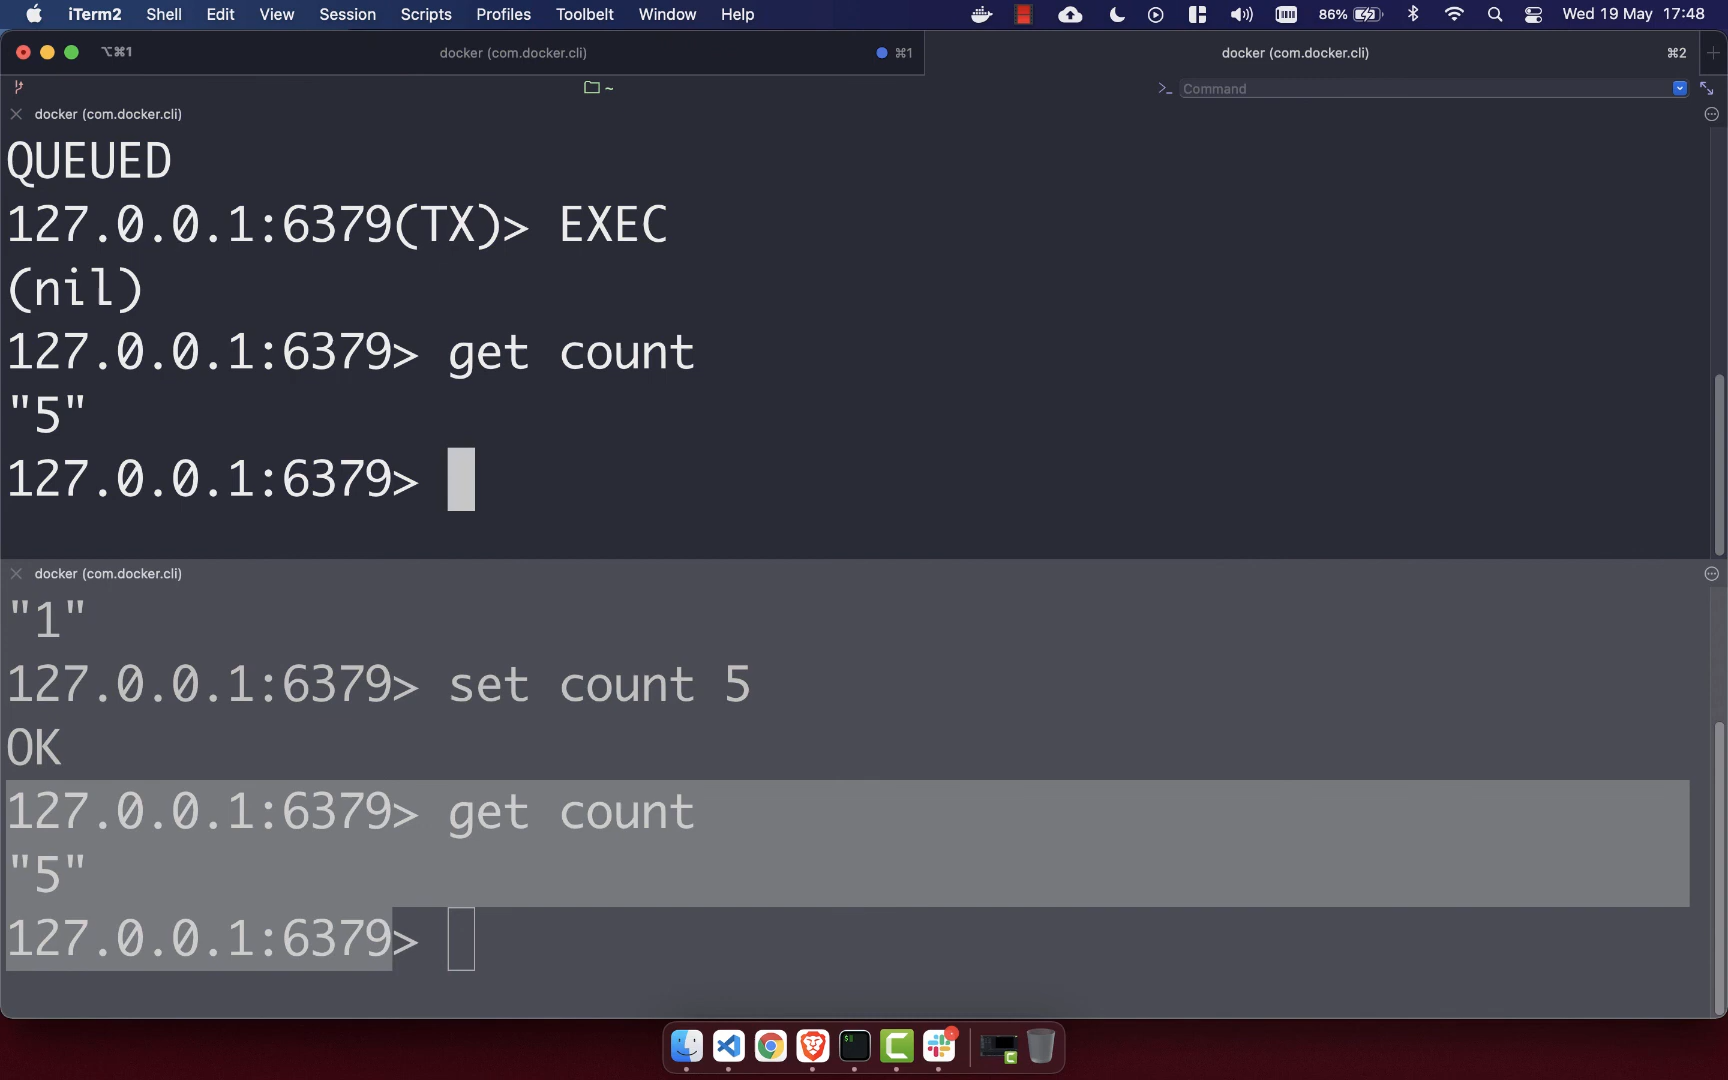 iTerm2 Shell Edit View Session Scripts Profiles Toolbelt Window Help 86% Wed 19 May 17:48
⌥⌘1 docker (com.docker.cli) ⌘1 docker (com.docker.cli) ⌘2
~ >_ Command
docker (com.docker.cli)
QUEUED
127.0.0.1:6379(TX)> EXEC
(nil)
127.0.0.1:6379> get count
"5"
127.0.0.1:6379>
docker (com.docker.cli)
"1"
127.0.0.1:6379> set count 5
OK
127.0.0.1:6379> get count
"5"
127.0.0.1:6379>